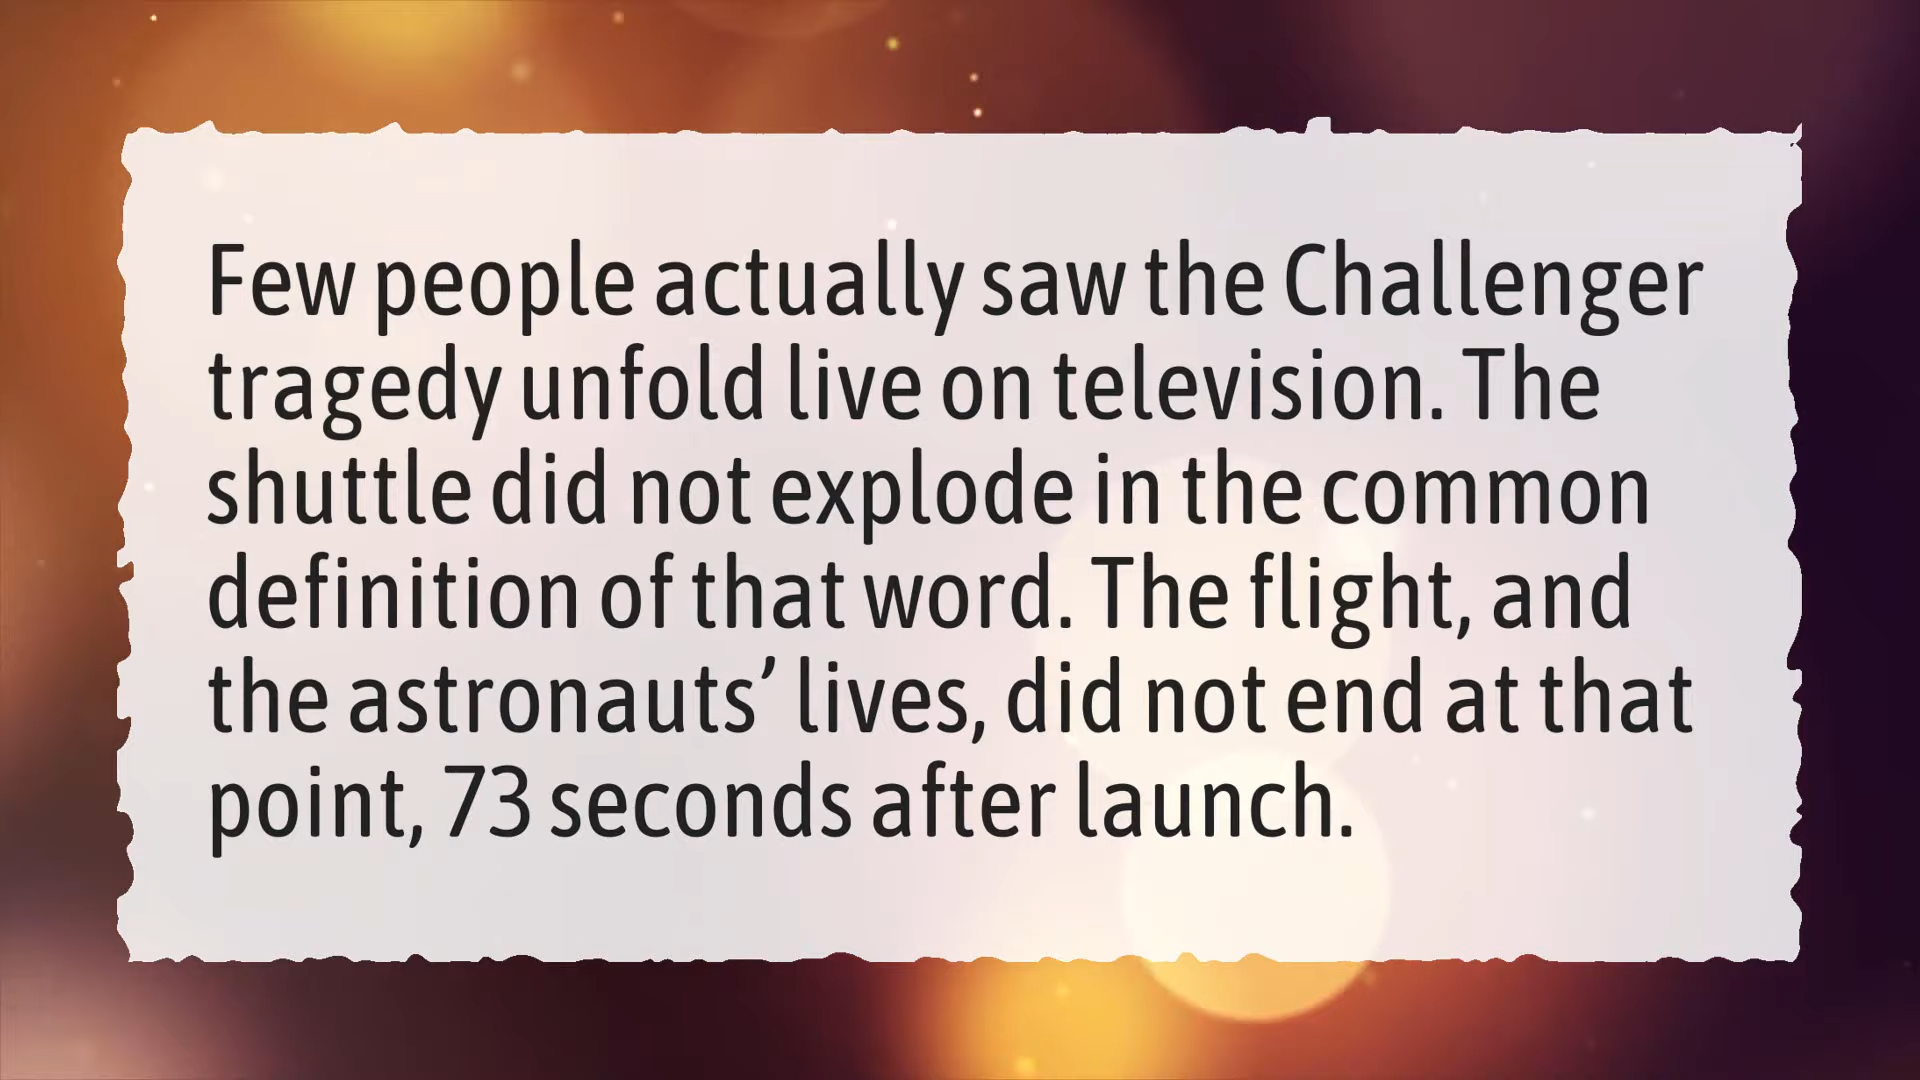 Few people actually saw the Challenger
tragedy unfold live on television. The
shuttle did not explode in the common
definition of that word. The flight, and
the astronauts’ lives, did not end at that
point, 73 seconds after launch.